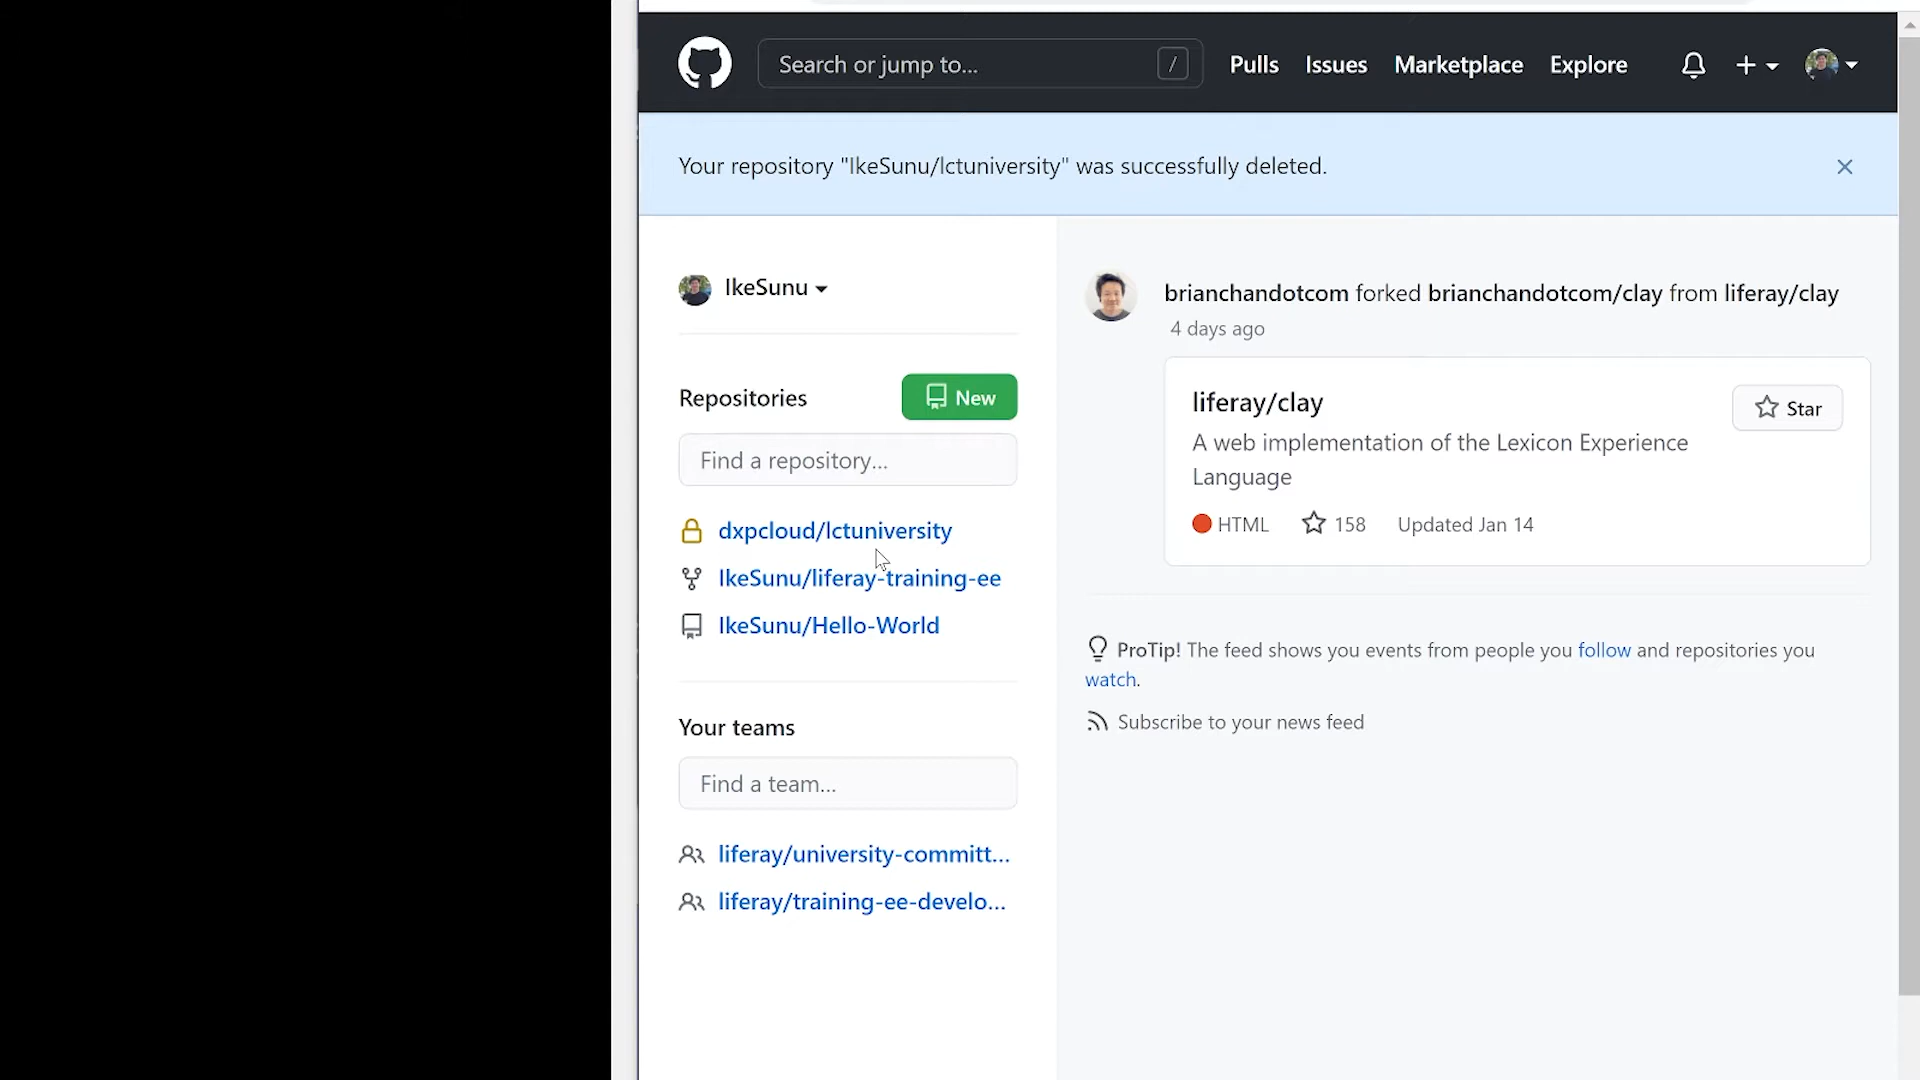 Search or jump to... /
Pulls
Issues
Marketplace
Explore
Your repository "IkeSunu/lctuniversity" was successfully deleted.
IkeSunu
Repositories
New
Find a repository...
dxpcloud/lctuniversity
IkeSunu/liferay-training-ee
IkeSunu/Hello-World
Your teams
Find a team...
liferay/university-committ...
liferay/training-ee-develo...
brianchandotcom forked brianchandotcom/clay from liferay/clay
4 days ago
liferay/clay
Star
A web implementation of the Lexicon Experience
Language
HTML 158 Updated Jan 14
ProTip! The feed shows you events from people you follow and repositories you
watch.
Subscribe to your news feed